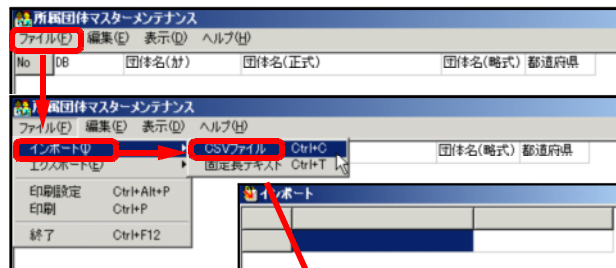 所属団体マスターメンテナンス
ファイル(F) 編集(E) 表示(D) ヘルプ(H)
No DB 団体名(カナ) 団体名(正式) 団体名(略式) 都道府県
所属団体マスターメンテナンス
ファイル(F) 編集(E) 表示(D) ヘルプ(H)
インポート(I) CSVファイル Ctrl+C 団体名(略式) 都道府県
エクスポート(E) 固定長テキスト Ctrl+T
印刷設定 Ctrl+Alt+P インポート
印刷 Ctrl+P
終了 Ctrl+F12